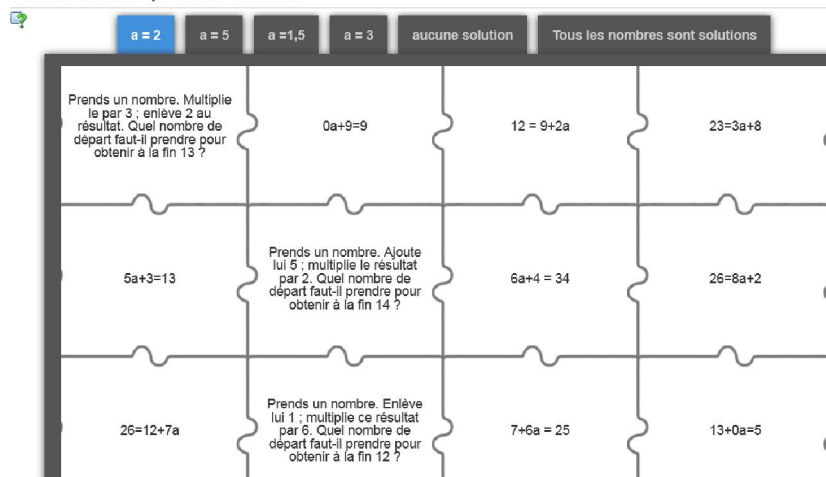 a = 2
a = 5
a =1,5
a = 3
aucune solution
Tous les nombres sont solutions
Prends un nombre. Multiplie
le par 3 ; enlève 2 au
résultat. Quel nombre de
départ faut-il prendre pour
obtenir à la fin 13 ?
0a+9=9
12 = 9+2a
23=3a+8
5a+3=13
Prends un nombre. Ajoute
lui 5 ; multiplie le résultat
par 2. Quel nombre de
départ faut-il prendre pour
obtenir à la fin 14 ?
6a+4 = 34
26=8a+2
26=12+7a
Prends un nombre. Enlève
lui 1 ; multiplie ce résultat
par 6. Quel nombre de
départ faut-il prendre pour
obtenir à la fin 12 ?
7+6a = 25
13+0a=5